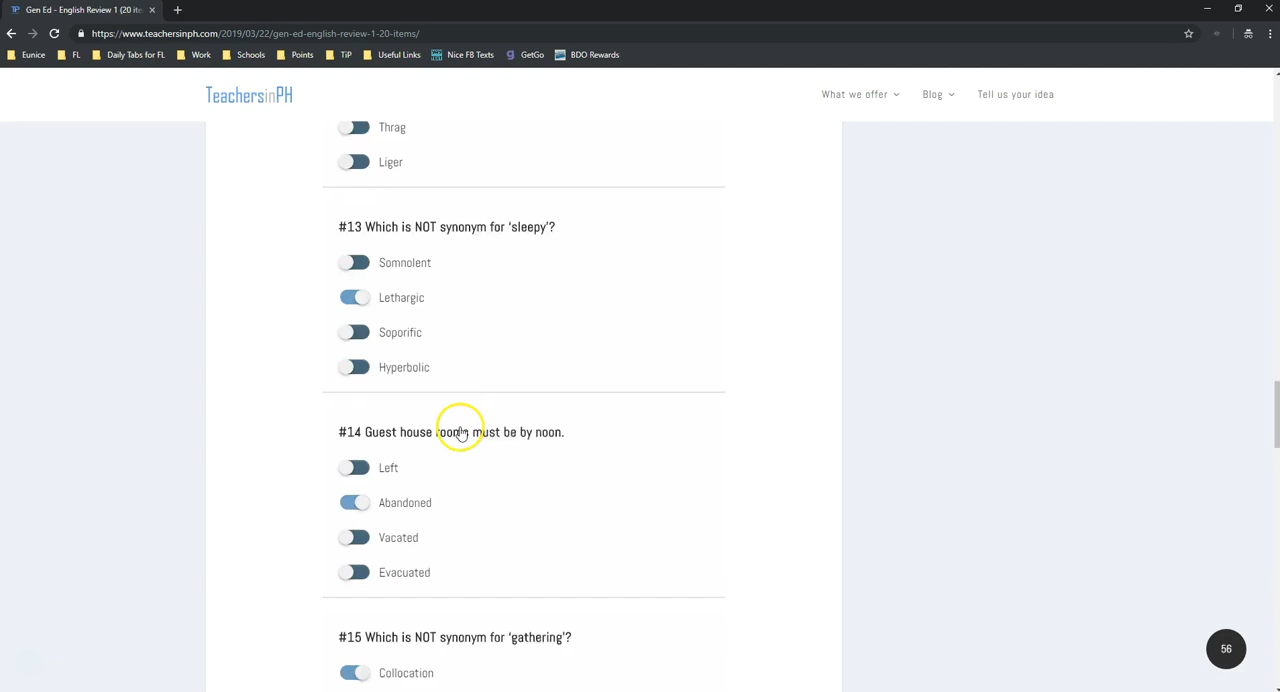 Gen Ed - English Review 1 (20 ite
https://www.teachersinph.com/2019/03/22/gen-ed-english-review-1-20-items/
Eunice FL Daily Tabs for FL Work Schools Points TiP Useful Links Nice FB Texts GetGo BDO Rewards
TeachersinPH
What we offer Blog Tell us your idea
Thrag
Liger
#13 Which is NOT synonym for ‘sleepy’?
Somnolent
Lethargic
Soporific
Hyperbolic
#14 Guest house rooms must be by noon.
Left
Abandoned
Vacated
Evacuated
#15 Which is NOT synonym for ‘gathering’?
Collocation
56